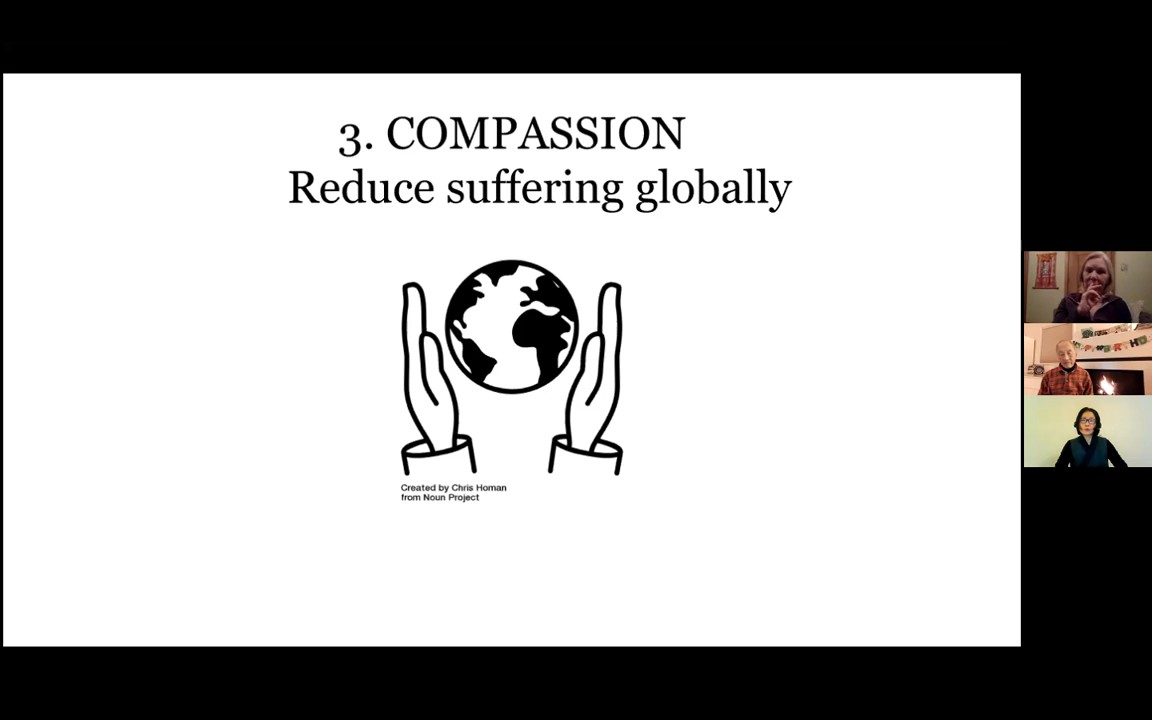 3. COMPASSION
Reduce suffering globally
Created by Chris Homan
from Noun Project